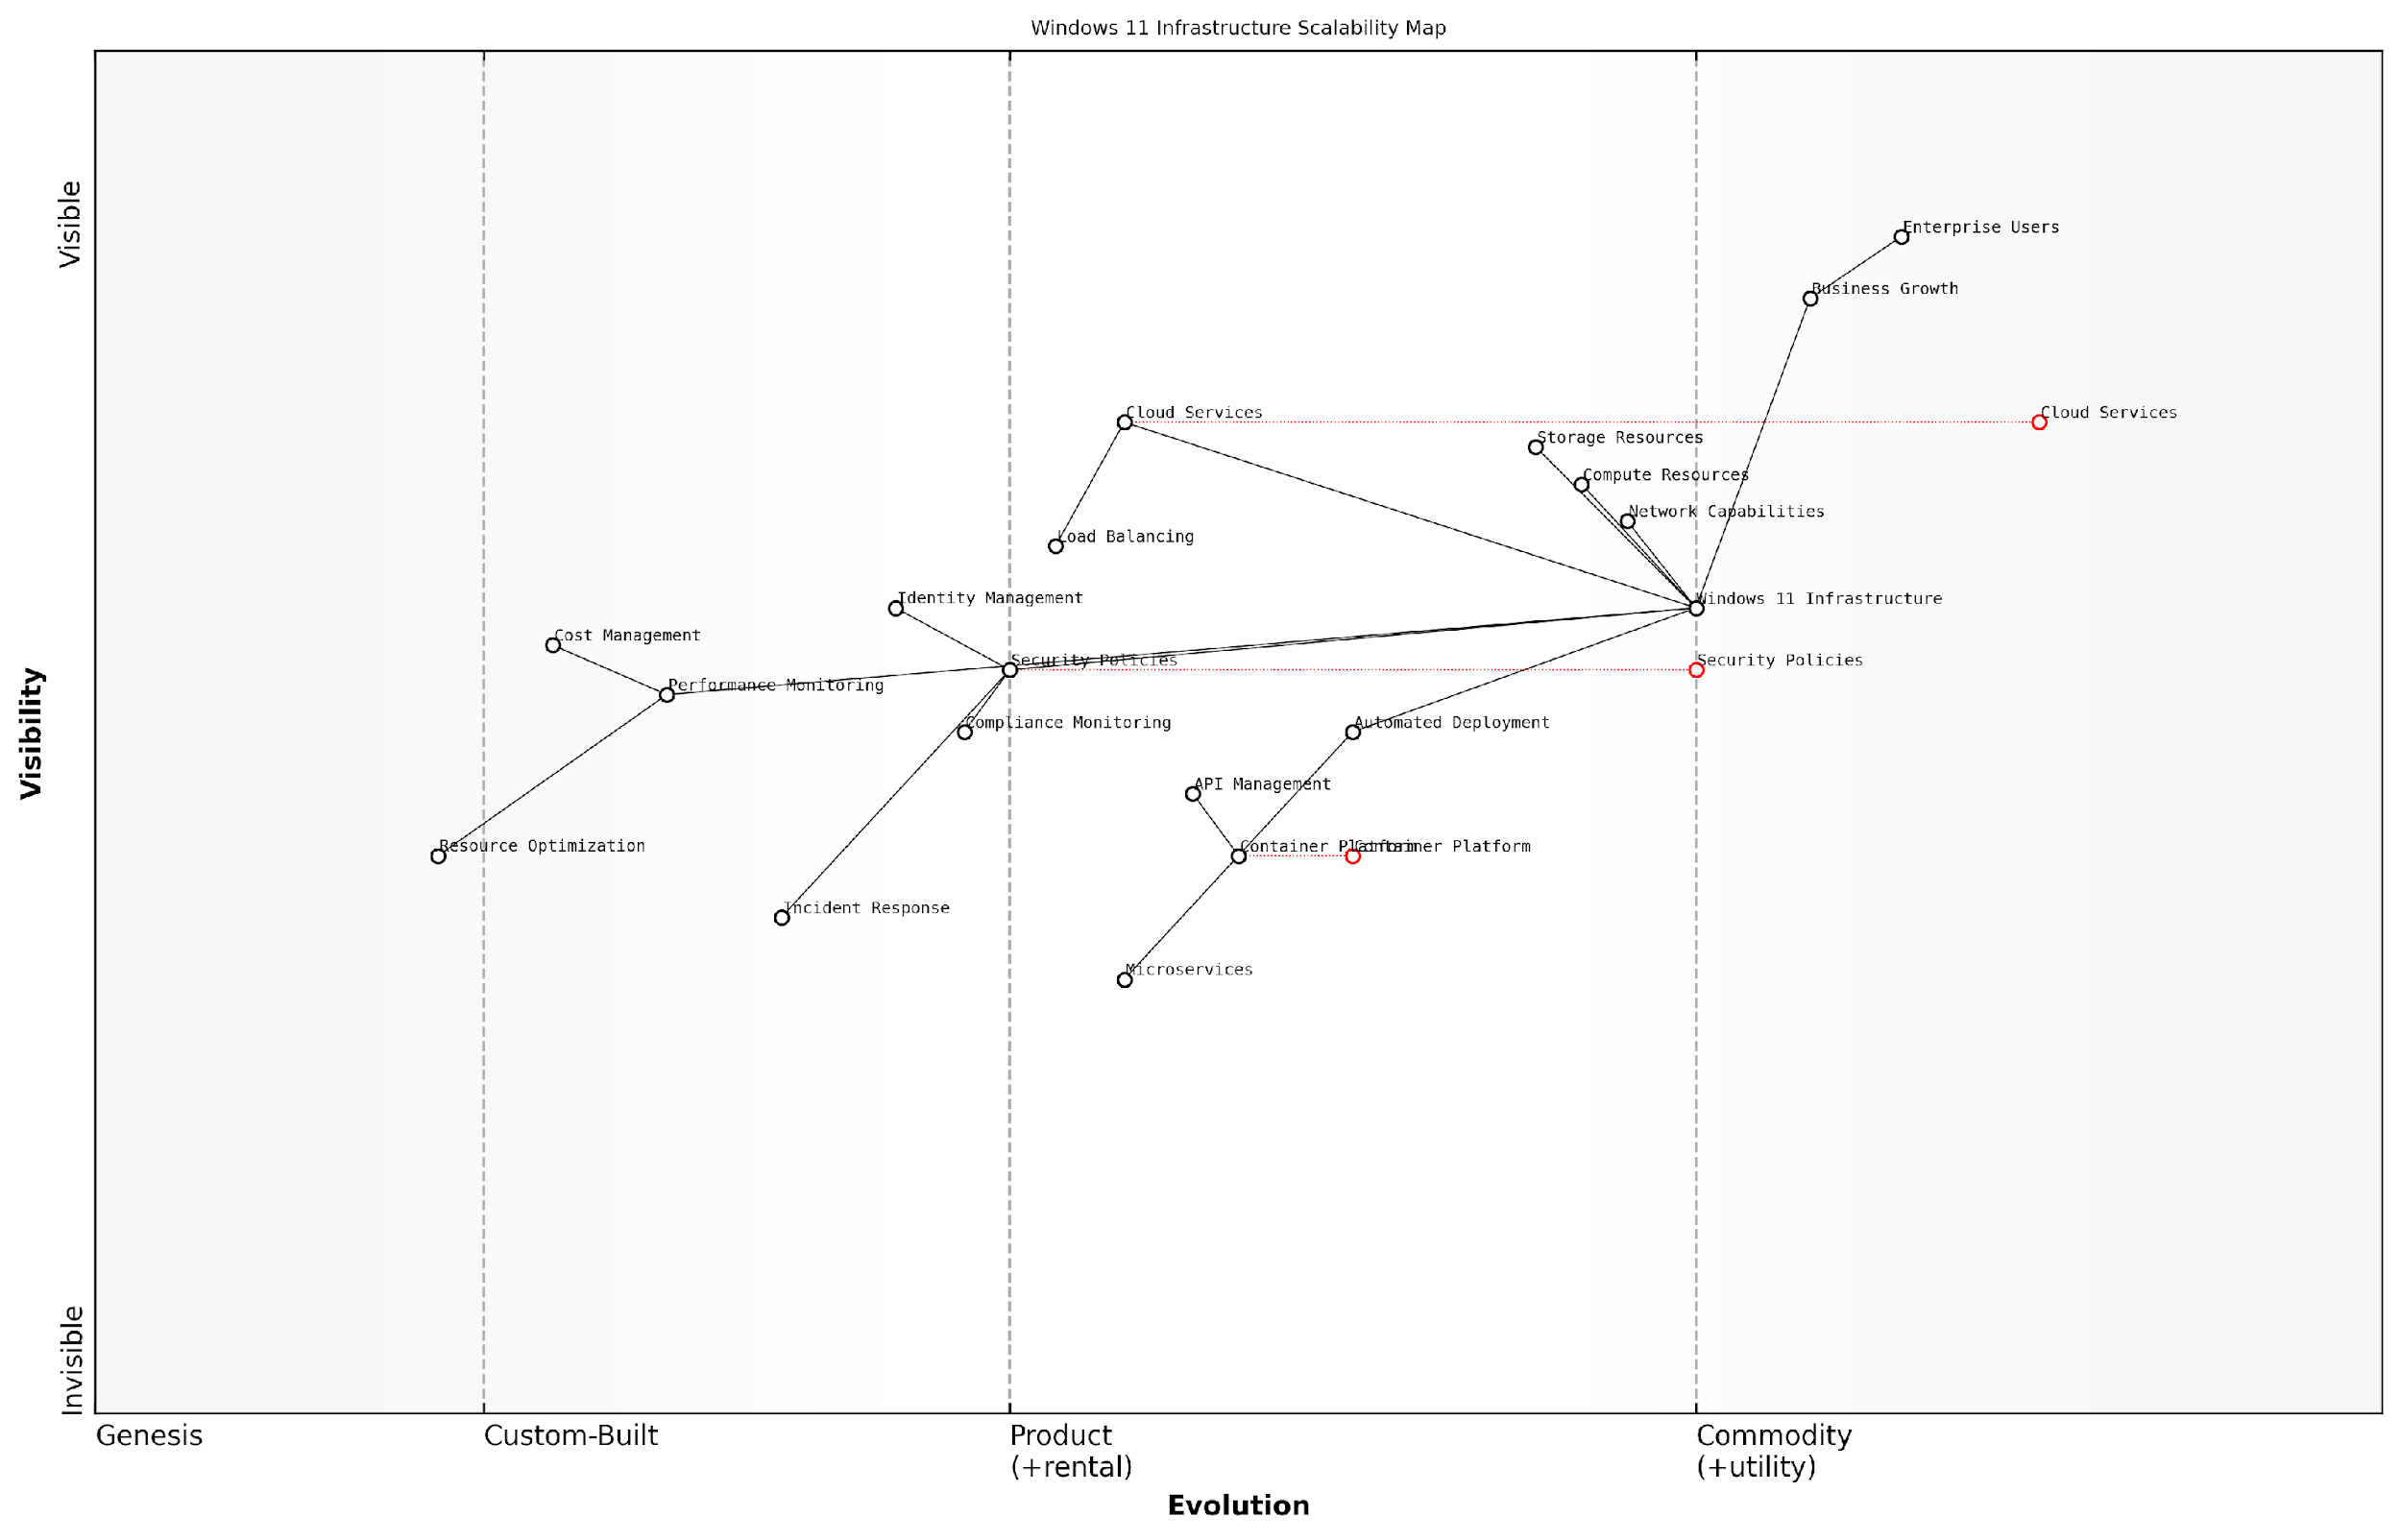 Windows 11 Infrastructure Scalability Map
Visible
Enterprise Users
Business Growth
Cloud Services
Cloud Services
Storage Resources
Compute Resources
Network Capabilities
Load Balancing
Identity Management
Windows 11 Infrastructure
Cost Management
Security Policies
Security Policies
Performance Monitoring
Compliance Monitoring
Automated Deployment
API Management
Resource Optimization
Container Platform
Container Platform
Incident Response
Microservices
Visibility
Invisible
Genesis
Custom-Built
Product
(+rental)
Commodity
(+utility)
Evolution